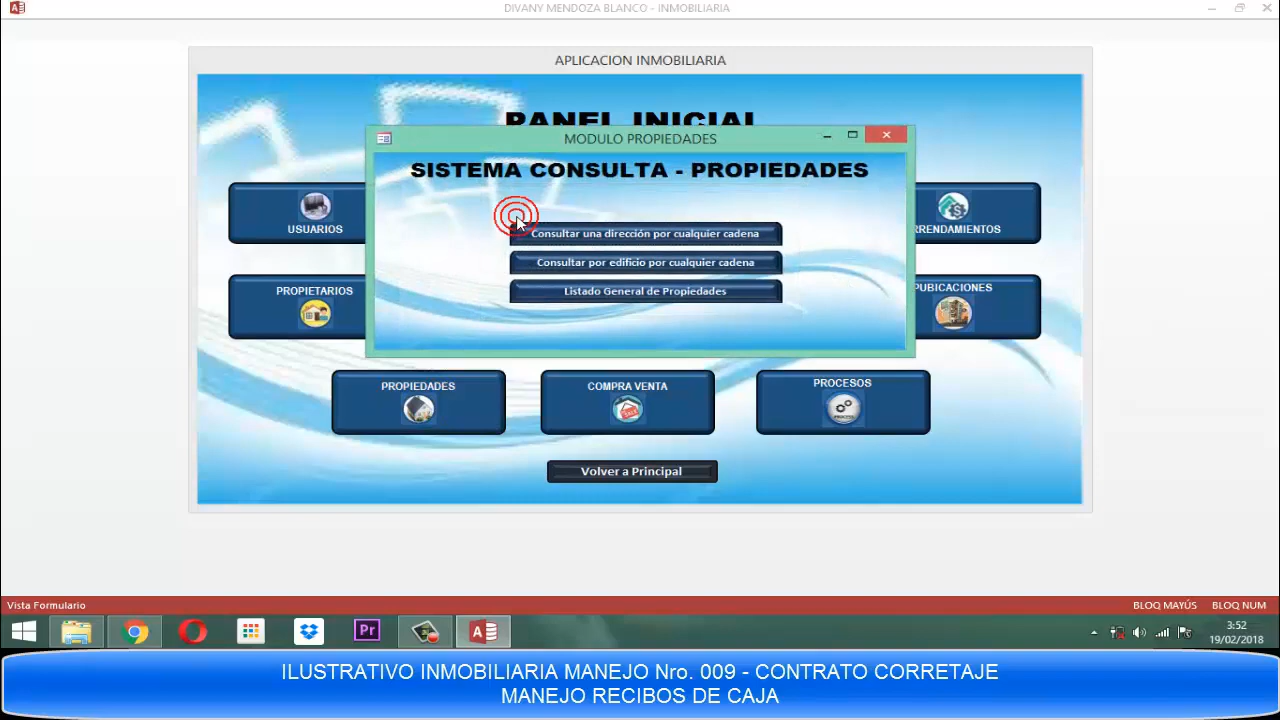 DIVANY MENDOZA BLANCO - INMOBILIARIA
APLICACION INMOBILIARIA
PANEL INICIAL
MODULO PROPIEDADES
SISTEMA CONSULTA - PROPIEDADES
Consultar una dirección por cualquier cadena
Consultar por edificio por cualquier cadena
Listado General de Propiedades
USUARIOS
RRENDAMIENTOS
PROPIETARIOS
PUBICACIONES
PROPIEDADES
COMPRA VENTA
PROCESOS
Volver a Principal
Vista Formulario
BLOQ MAYÚS
BLOQ NUM
Pr
3:52
19/02/2018
ILUSTRATIVO INMOBILIARIA MANEJO Nro. 009 - CONTRATO CORRETAJE
MANEJO RECIBOS DE CAJA